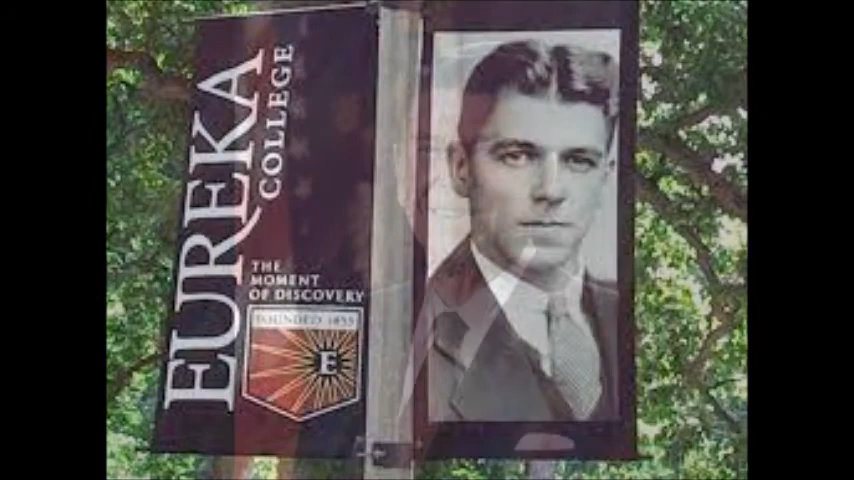 EUREKA
COLLEGE
THE
MOMENT
OF DISCOVERY
FOUNDED 1855
E